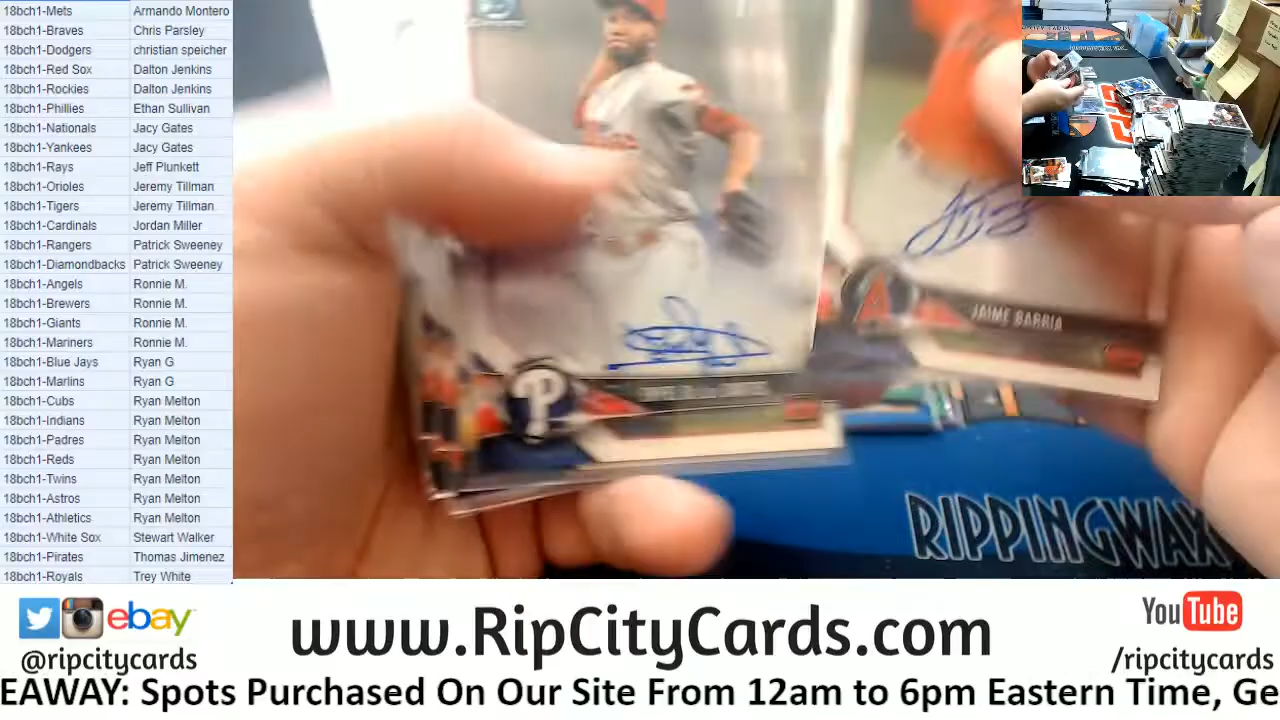 18bch1-Mets Armando Montero
18bch1-Braves Chris Parsley
18bch1-Dodgers christian speicher
18bch1-Red Sox Dalton Jenkins
18bch1-Rockies Dalton Jenkins
18bch1-Phillies Ethan Sullivan
18bch1-Nationals Jacy Gates
18bch1-Yankees Jacy Gates
18bch1-Rays Jeff Plunkett
18bch1-Orioles Jeremy Tillman
18bch1-Tigers Jeremy Tillman
18bch1-Cardinals Jordan Miller
18bch1-Rangers Patrick Sweeney
18bch1-Diamondbacks Patrick Sweeney
18bch1-Angels Ronnie M.
18bch1-Brewers Ronnie M.
18bch1-Giants Ronnie M.
18bch1-Mariners Ronnie M.
18bch1-Blue Jays Ryan G
18bch1-Marlins Ryan G
18bch1-Cubs Ryan Melton
18bch1-Indians Ryan Melton
18bch1-Padres Ryan Melton
18bch1-Reds Ryan Melton
18bch1-Twins Ryan Melton
18bch1-Astros Ryan Melton
18bch1-Athletics Ryan Melton
18bch1-White Sox Stewart Walker
18bch1-Pirates Thomas Jimenez
18bch1-Royals Trey White
A JAIME BARRIA
P
RIPPINGWAX
ebay
@ripcitycards
www.RipCityCards.com
YouTube
/ripcitycards
EAWAY: Spots Purchased On Our Site From 12am to 6pm Eastern Time, Ge